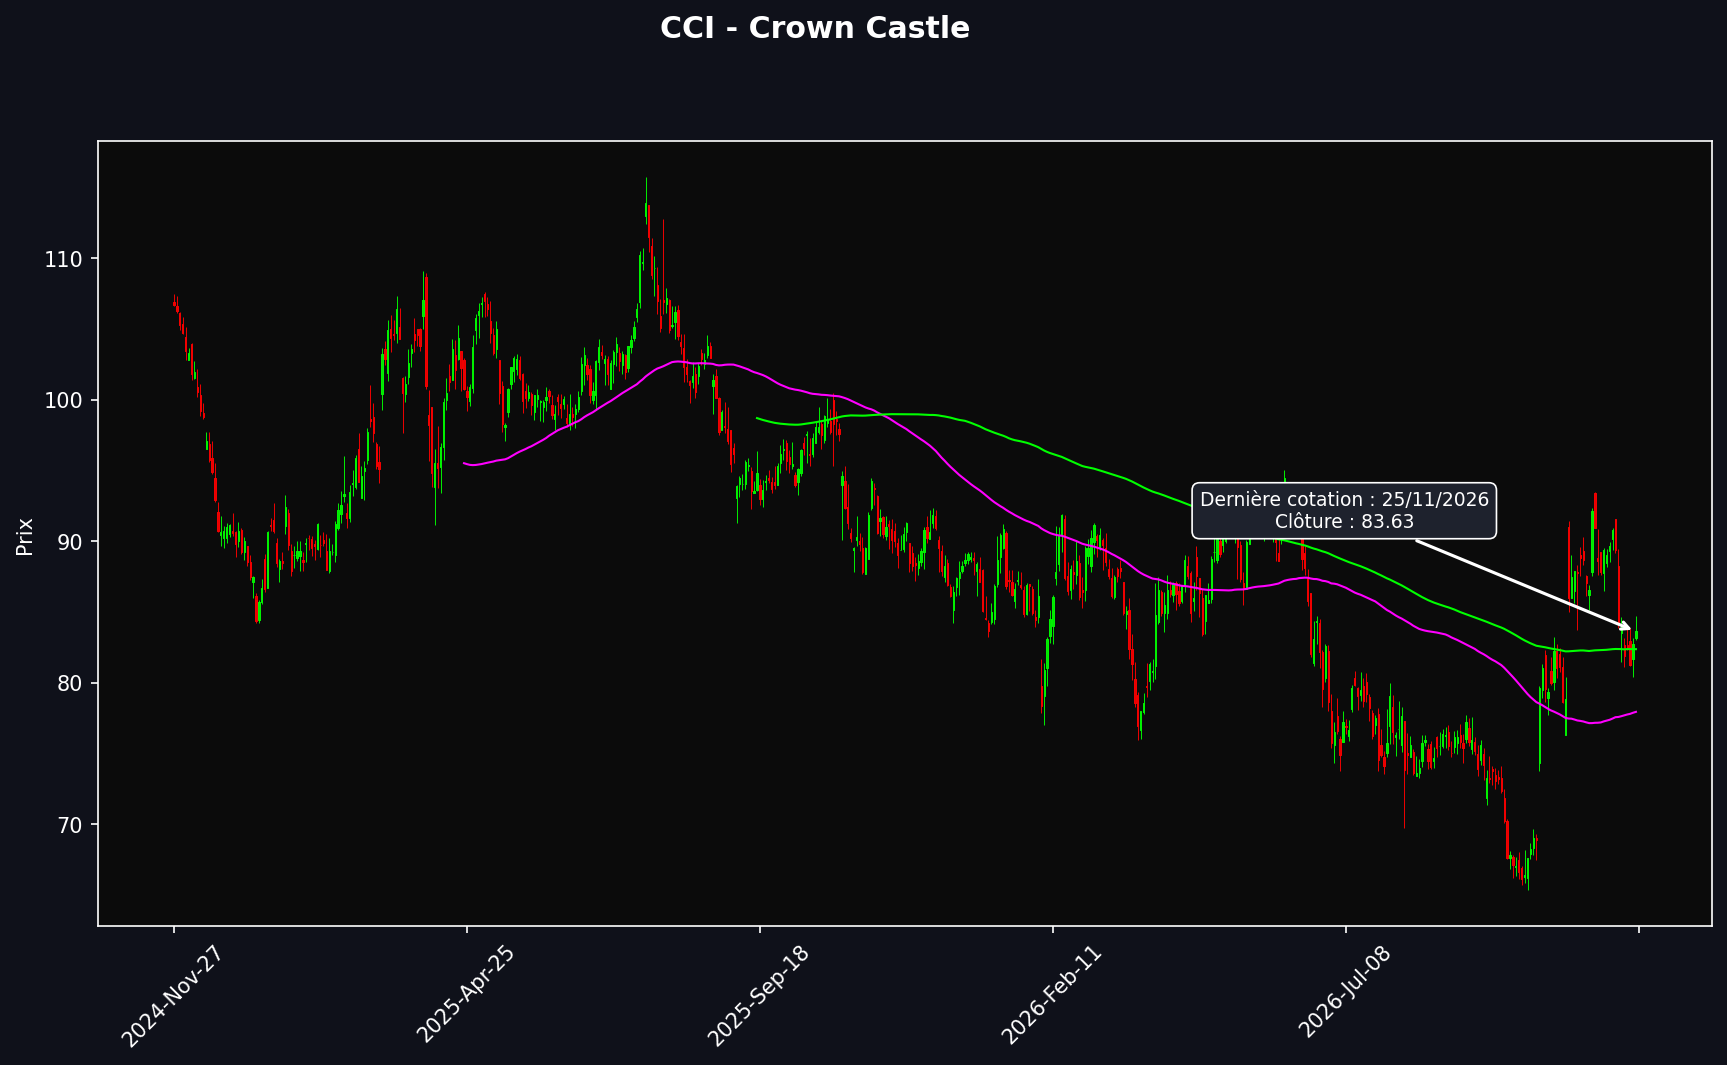 CCI - Crown Castle
Prix
110
100
90
80
70
Dernière cotation : 25/11/2026
Clôture : 83.63
2024-Nov-27
2025-Apr-25
2025-Sep-18
2026-Feb-11
2026-Jul-08